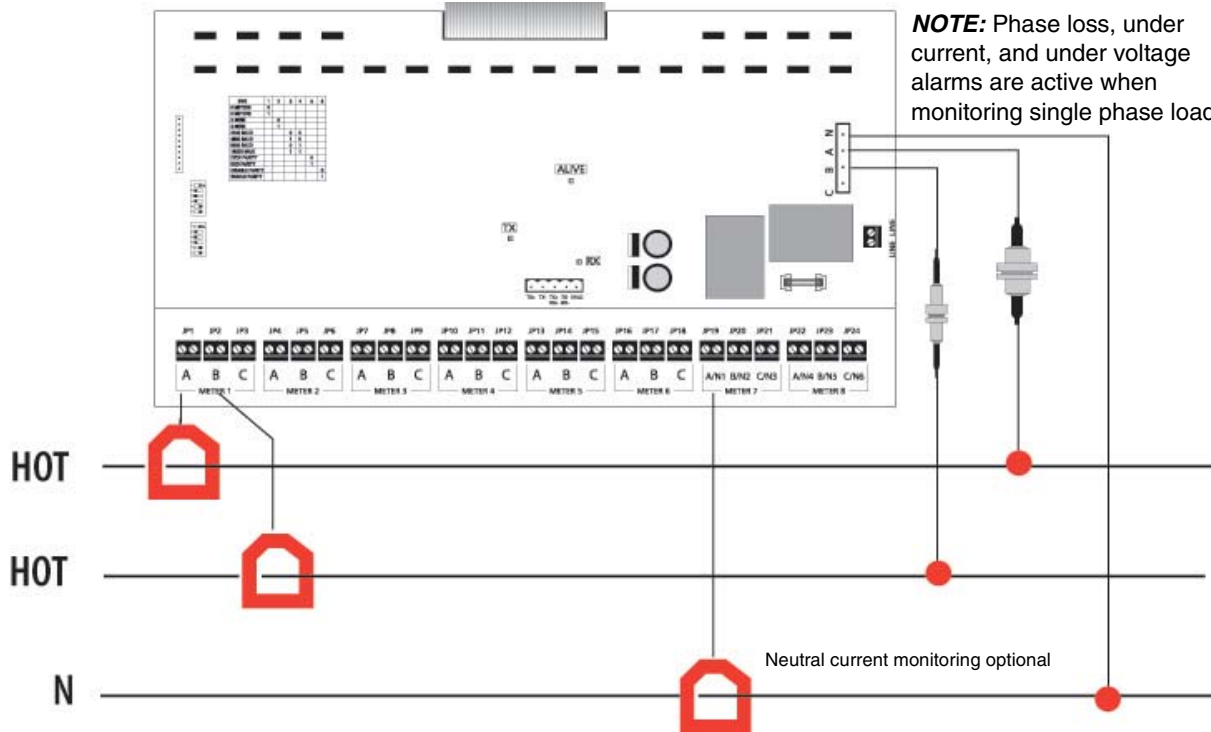 NOTE: Phase loss, under
current, and under voltage
alarms are active when
monitoring single phase load
N
A
B
C
ALIVE
TX
RX
LINE LINE
JP1 JP2 JP3 JP4 JP5 JP6 JP7 JP8 JP9 JP10 JP11 JP12 JP13 JP14 JP15 JP16 JP17 JP18 JP19 JP20 JP21 JP22 JP23 JP24
A B C A B C A B C A B C A B C A B C A/N1 B/N2 C/N3 A/N4 B/N5 C/N6
METER 1 METER 2 METER 3 METER 4 METER 5 METER 6 METER 7 METER 8
HOT
HOT
N
Neutral current monitoring optional